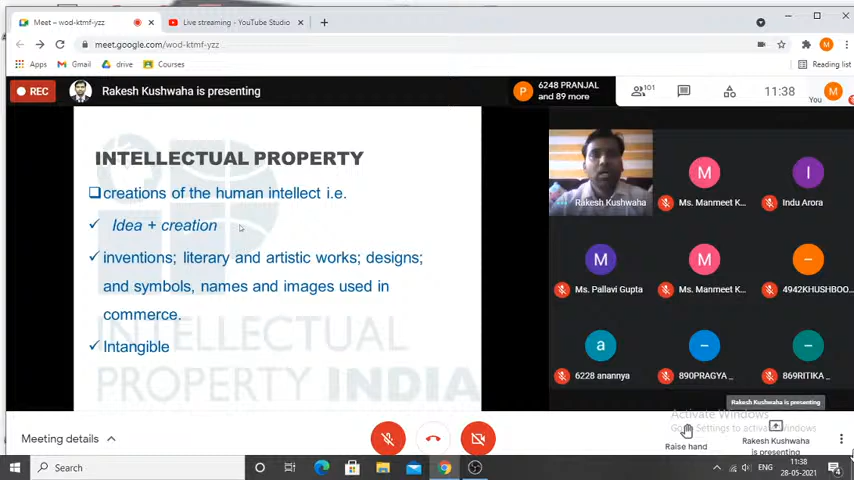 Meet – wod-ktmf-yzz
Live streaming - YouTube Studio
meet.google.com/wod-ktmf-yzz
M
Apps
Gmail
drive
Courses
Reading list
REC
Rakesh Kushwaha is presenting
P
6248 PRANJAL
and 89 more
101
11:38
You
M
INTELLECTUAL PROPERTY
creations of the human intellect i.e.
Idea + creation
inventions; literary and artistic works; designs;
and symbols, names and images used in
commerce.
Intangible
INTELLECTUAL
PROPERTY INDIA
Rakesh Kushwaha
M
Ms. Manmeet K...
I
Indu Arora
M
Ms. Pallavi Gupta
M
Ms. Manmeet K...
4942KHUSHBOO...
a
6228 anannya
890PRAGYA_...
869RITIKA_...
Rakesh Kushwaha is presenting
Activate Windows
Go to Settings to activate Windows.
Meeting details
Raise hand
Rakesh Kushwaha
is presenting
Search
ENG
11:38
28-05-2021
4